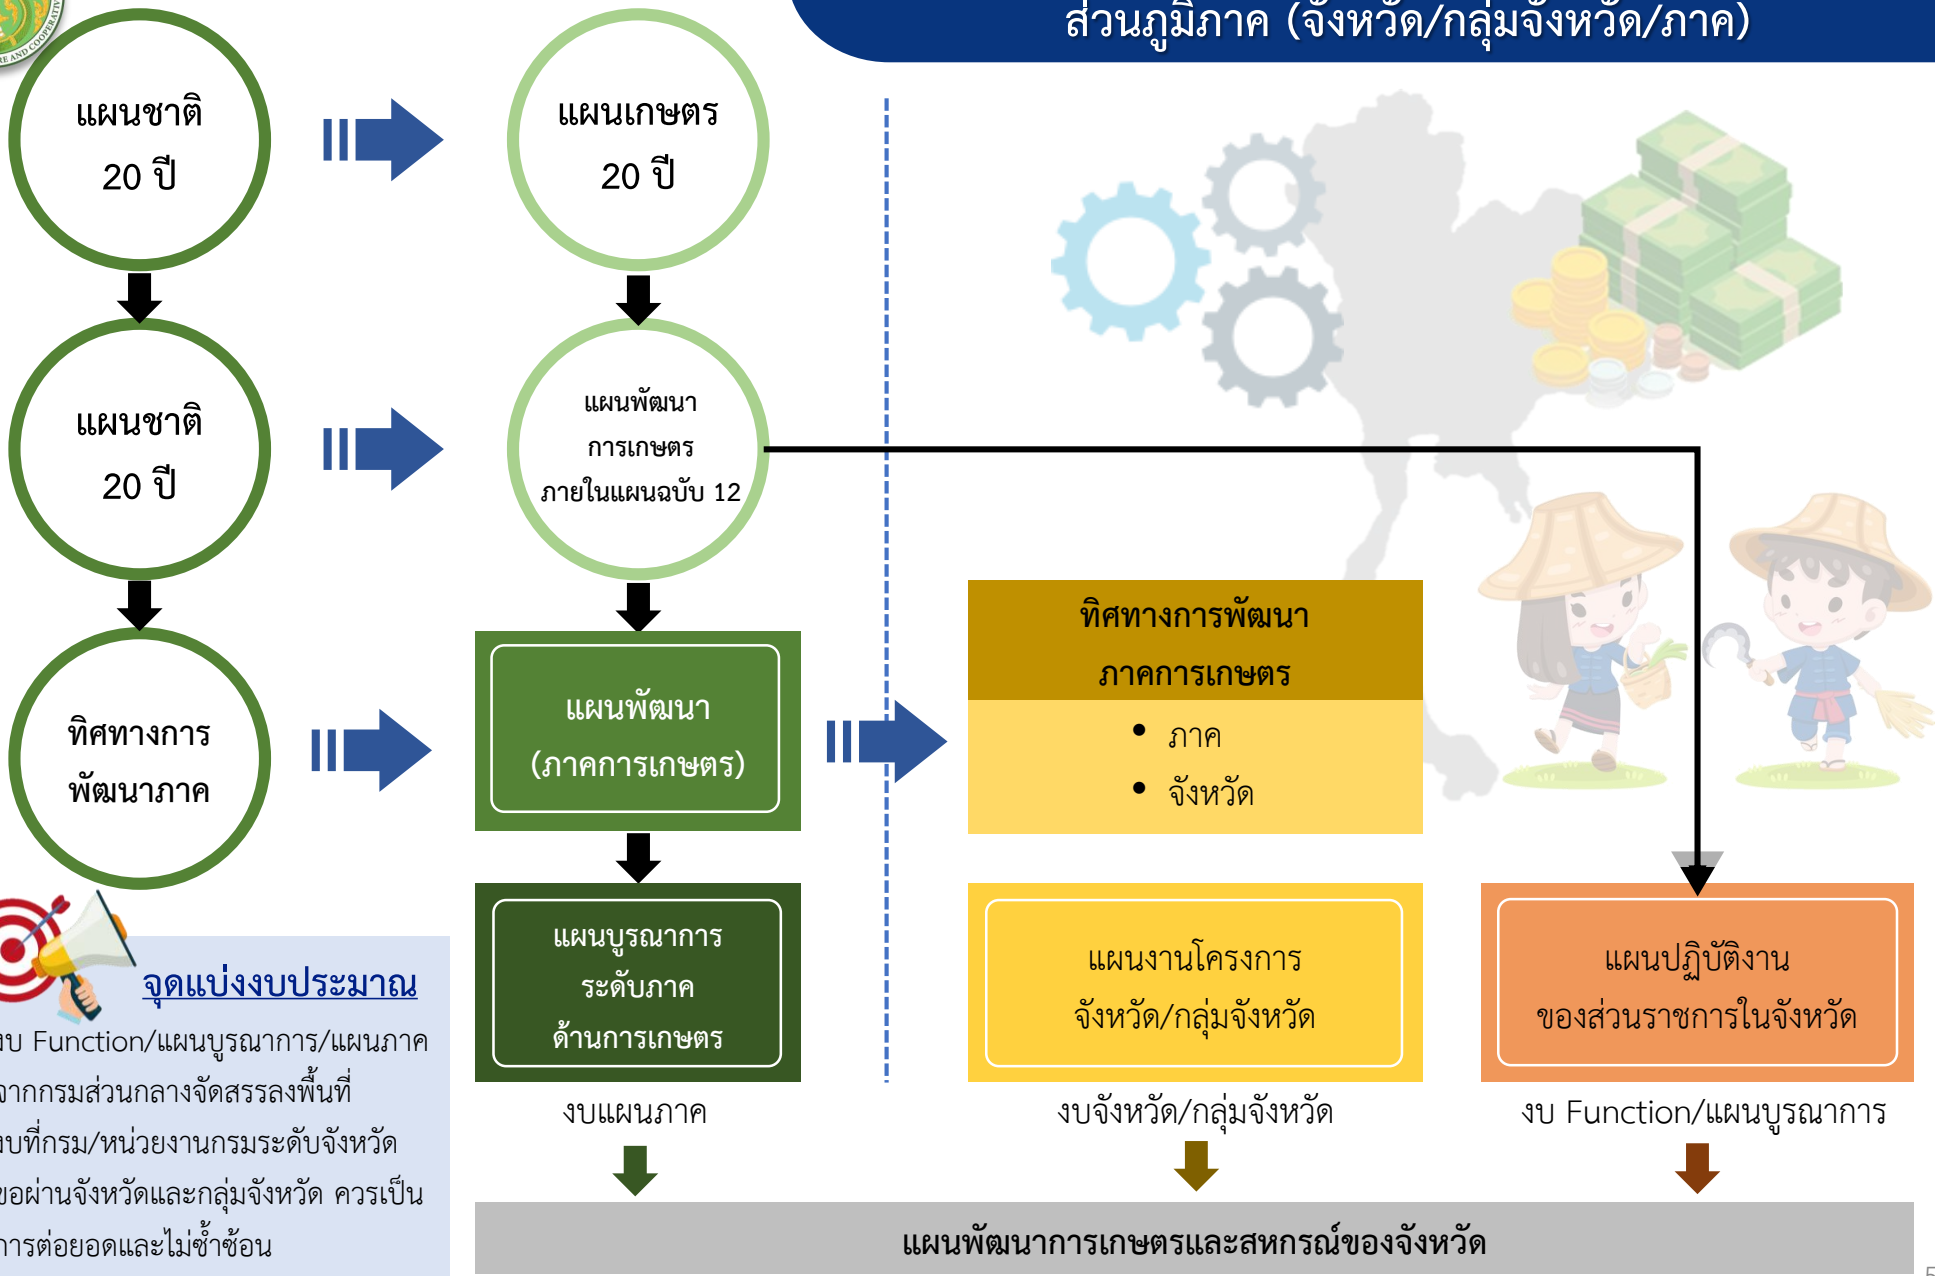 ส่วนภูมิภาค (จังหวัด/กลุ่มจังหวัด/ภาค)
แผนชาติ
20 ปี
แผนเกษตร
20 ปี
แผนชาติ
20 ปี
แผนพัฒนา
การเกษตร
ภายในแผนฉบับ 12
ทิศทางการ
พัฒนาภาค
แผนพัฒนา
(ภาคการเกษตร)
ทิศทางการพัฒนา
ภาคการเกษตร
• ภาค
• จังหวัด
แผนบูรณาการ
ระดับภาค
ด้านการเกษตร
แผนงานโครงการ
จังหวัด/กลุ่มจังหวัด
แผนปฏิบัติงาน
ของส่วนราชการในจังหวัด
จุดแบ่งงบประมาณ
งบ Function/แผนบูรณาการ/แผนภาค
จากกรมส่วนกลางจัดสรรลงพื้นที่
งบที่กรม/หน่วยงานกรมระดับจังหวัด
ขอผ่านจังหวัดและกลุ่มจังหวัด ควรเป็น
การต่อยอดและไม่ซ้ำซ้อน
งบแผนภาค
งบจังหวัด/กลุ่มจังหวัด
งบ Function/แผนบูรณาการ
แผนพัฒนาการเกษตรและสหกรณ์ของจังหวัด